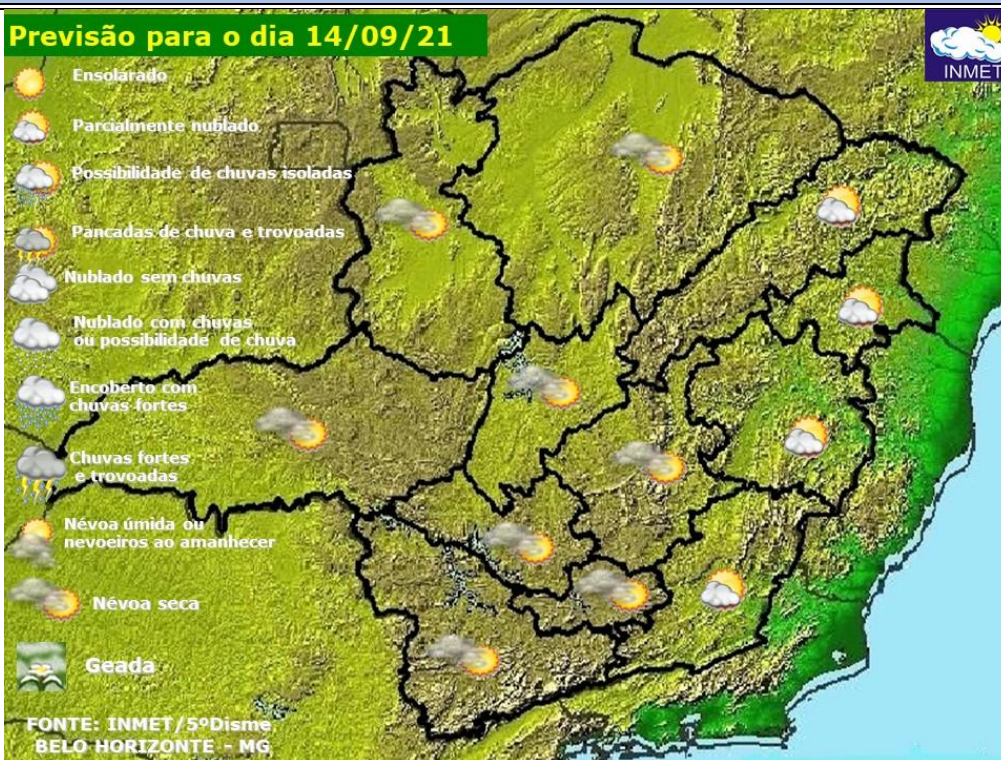 Previsão para o dia 14/09/21
INMET
Ensolarado
Parcialmente nublado
Possibilidade de chuvas isoladas
Pancadas de chuva e trovoadas
Nublado sem chuvas
Nublado com chuvas
ou possibilidade de chuva
Encoberto com
chuvas fortes
Chuvas fortes
e trovoadas
Névoa úmida ou
nevoeiros ao amanhecer
Névoa seca
Geada
FONTE: INMET/5ºDisme
BELO HORIZONTE - MG